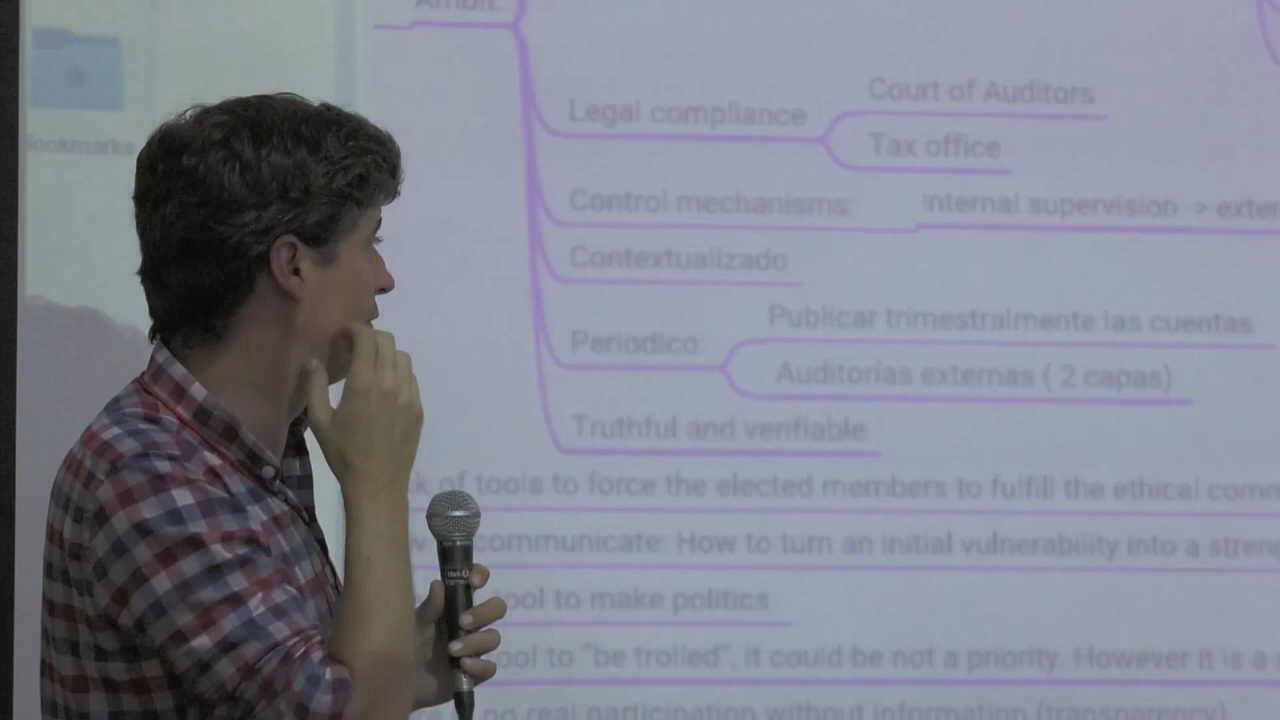 Ambit:
Bookmarks
Legal compliance
Court of Auditors
Tax office
Control mechanisms:
Internal supervision -> exter
Contextualizado
Periodico:
Publicar trimestralmente las cuentas
Auditorias externas ( 2 capas)
Truthful and verifiable
k of tools to force the elected members to fulfill the ethical comm
communicate: How to turn an initial vulnerability into a stren
tool to make politics
ool to "be trolled", it could be not a priority. However it is a
no real participation without information (transparency)